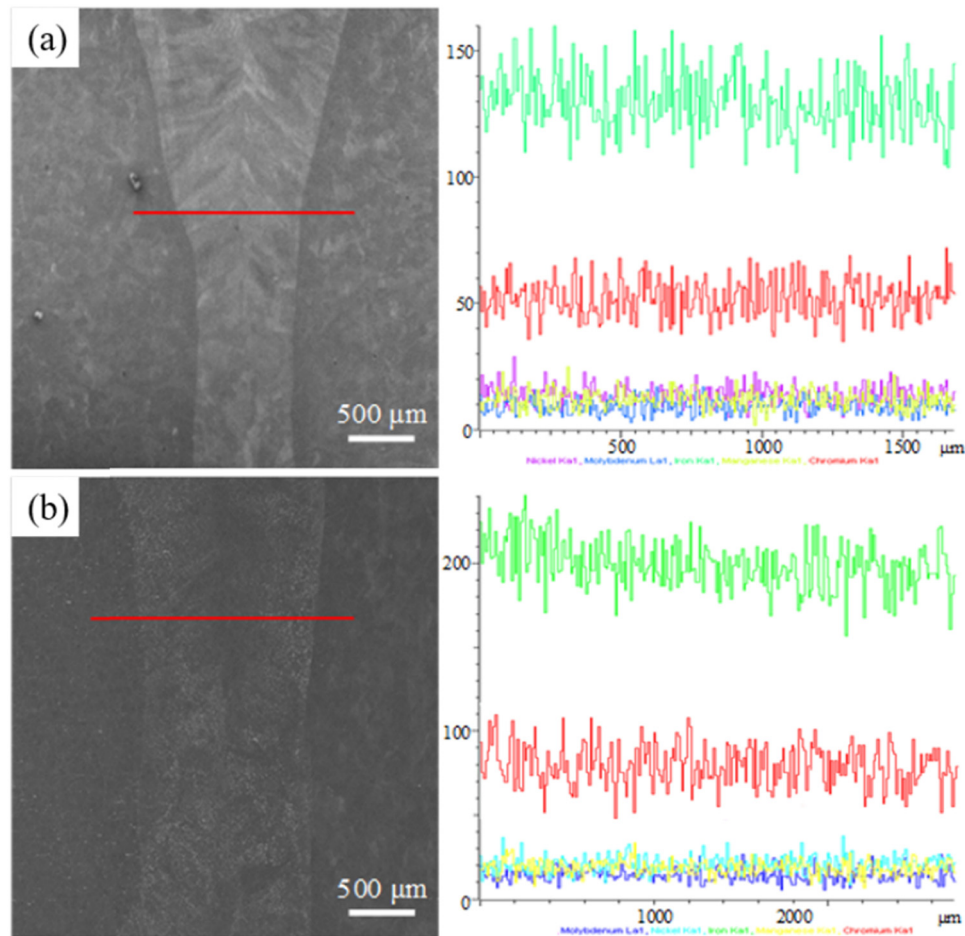 (a)
500 μm
150
100
50
0
500 1000 1500 μm
Nickel Ka1, Molybdenum La1, Iron Ka1, Manganese Ka1, Chromium Ka1
(b)
500 μm
200
100
0
1000 2000 μm
Molybdenum La1, Nickel Ka1, Iron Ka1, Manganese Ka1, Chromium Ka1